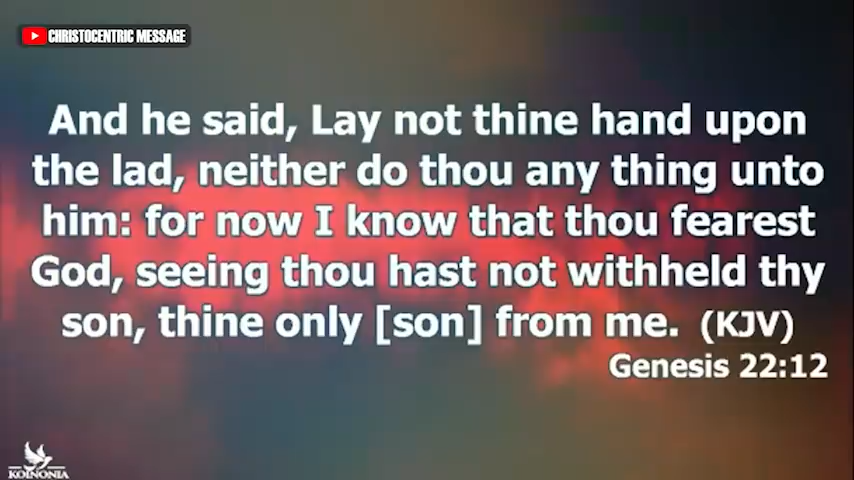 CHRISTOCENTRIC MESSAGE
And he said, Lay not thine hand upon
the lad, neither do thou any thing unto
him: for now I know that thou fearest
God, seeing thou hast not withheld thy
son, thine only [son] from me. (KJV)
Genesis 22:12
KOINONIA